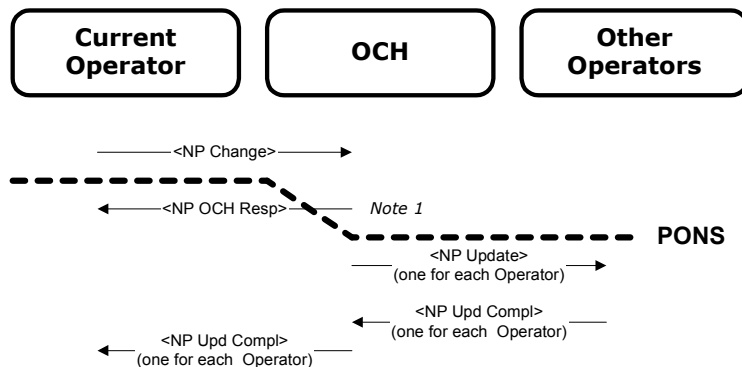 Current
Operator
OCH
Other
Operators
<NP Change>
<NP OCH Resp>
Note 1
PONS
<NP Update>
(one for each Operator)
<NP Upd Compl>
(one for each Operator)
<NP Upd Compl>
(one for each Operator)